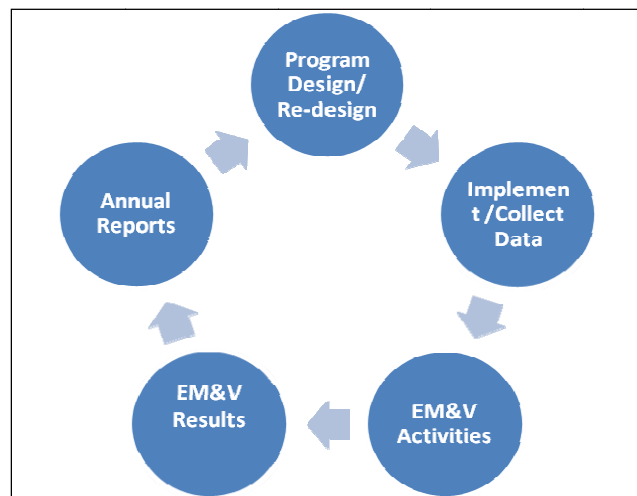 Program
Design/
Re-design
Implemen
t /Collect
Data
EM&V
Activities
EM&V
Results
Annual
Reports